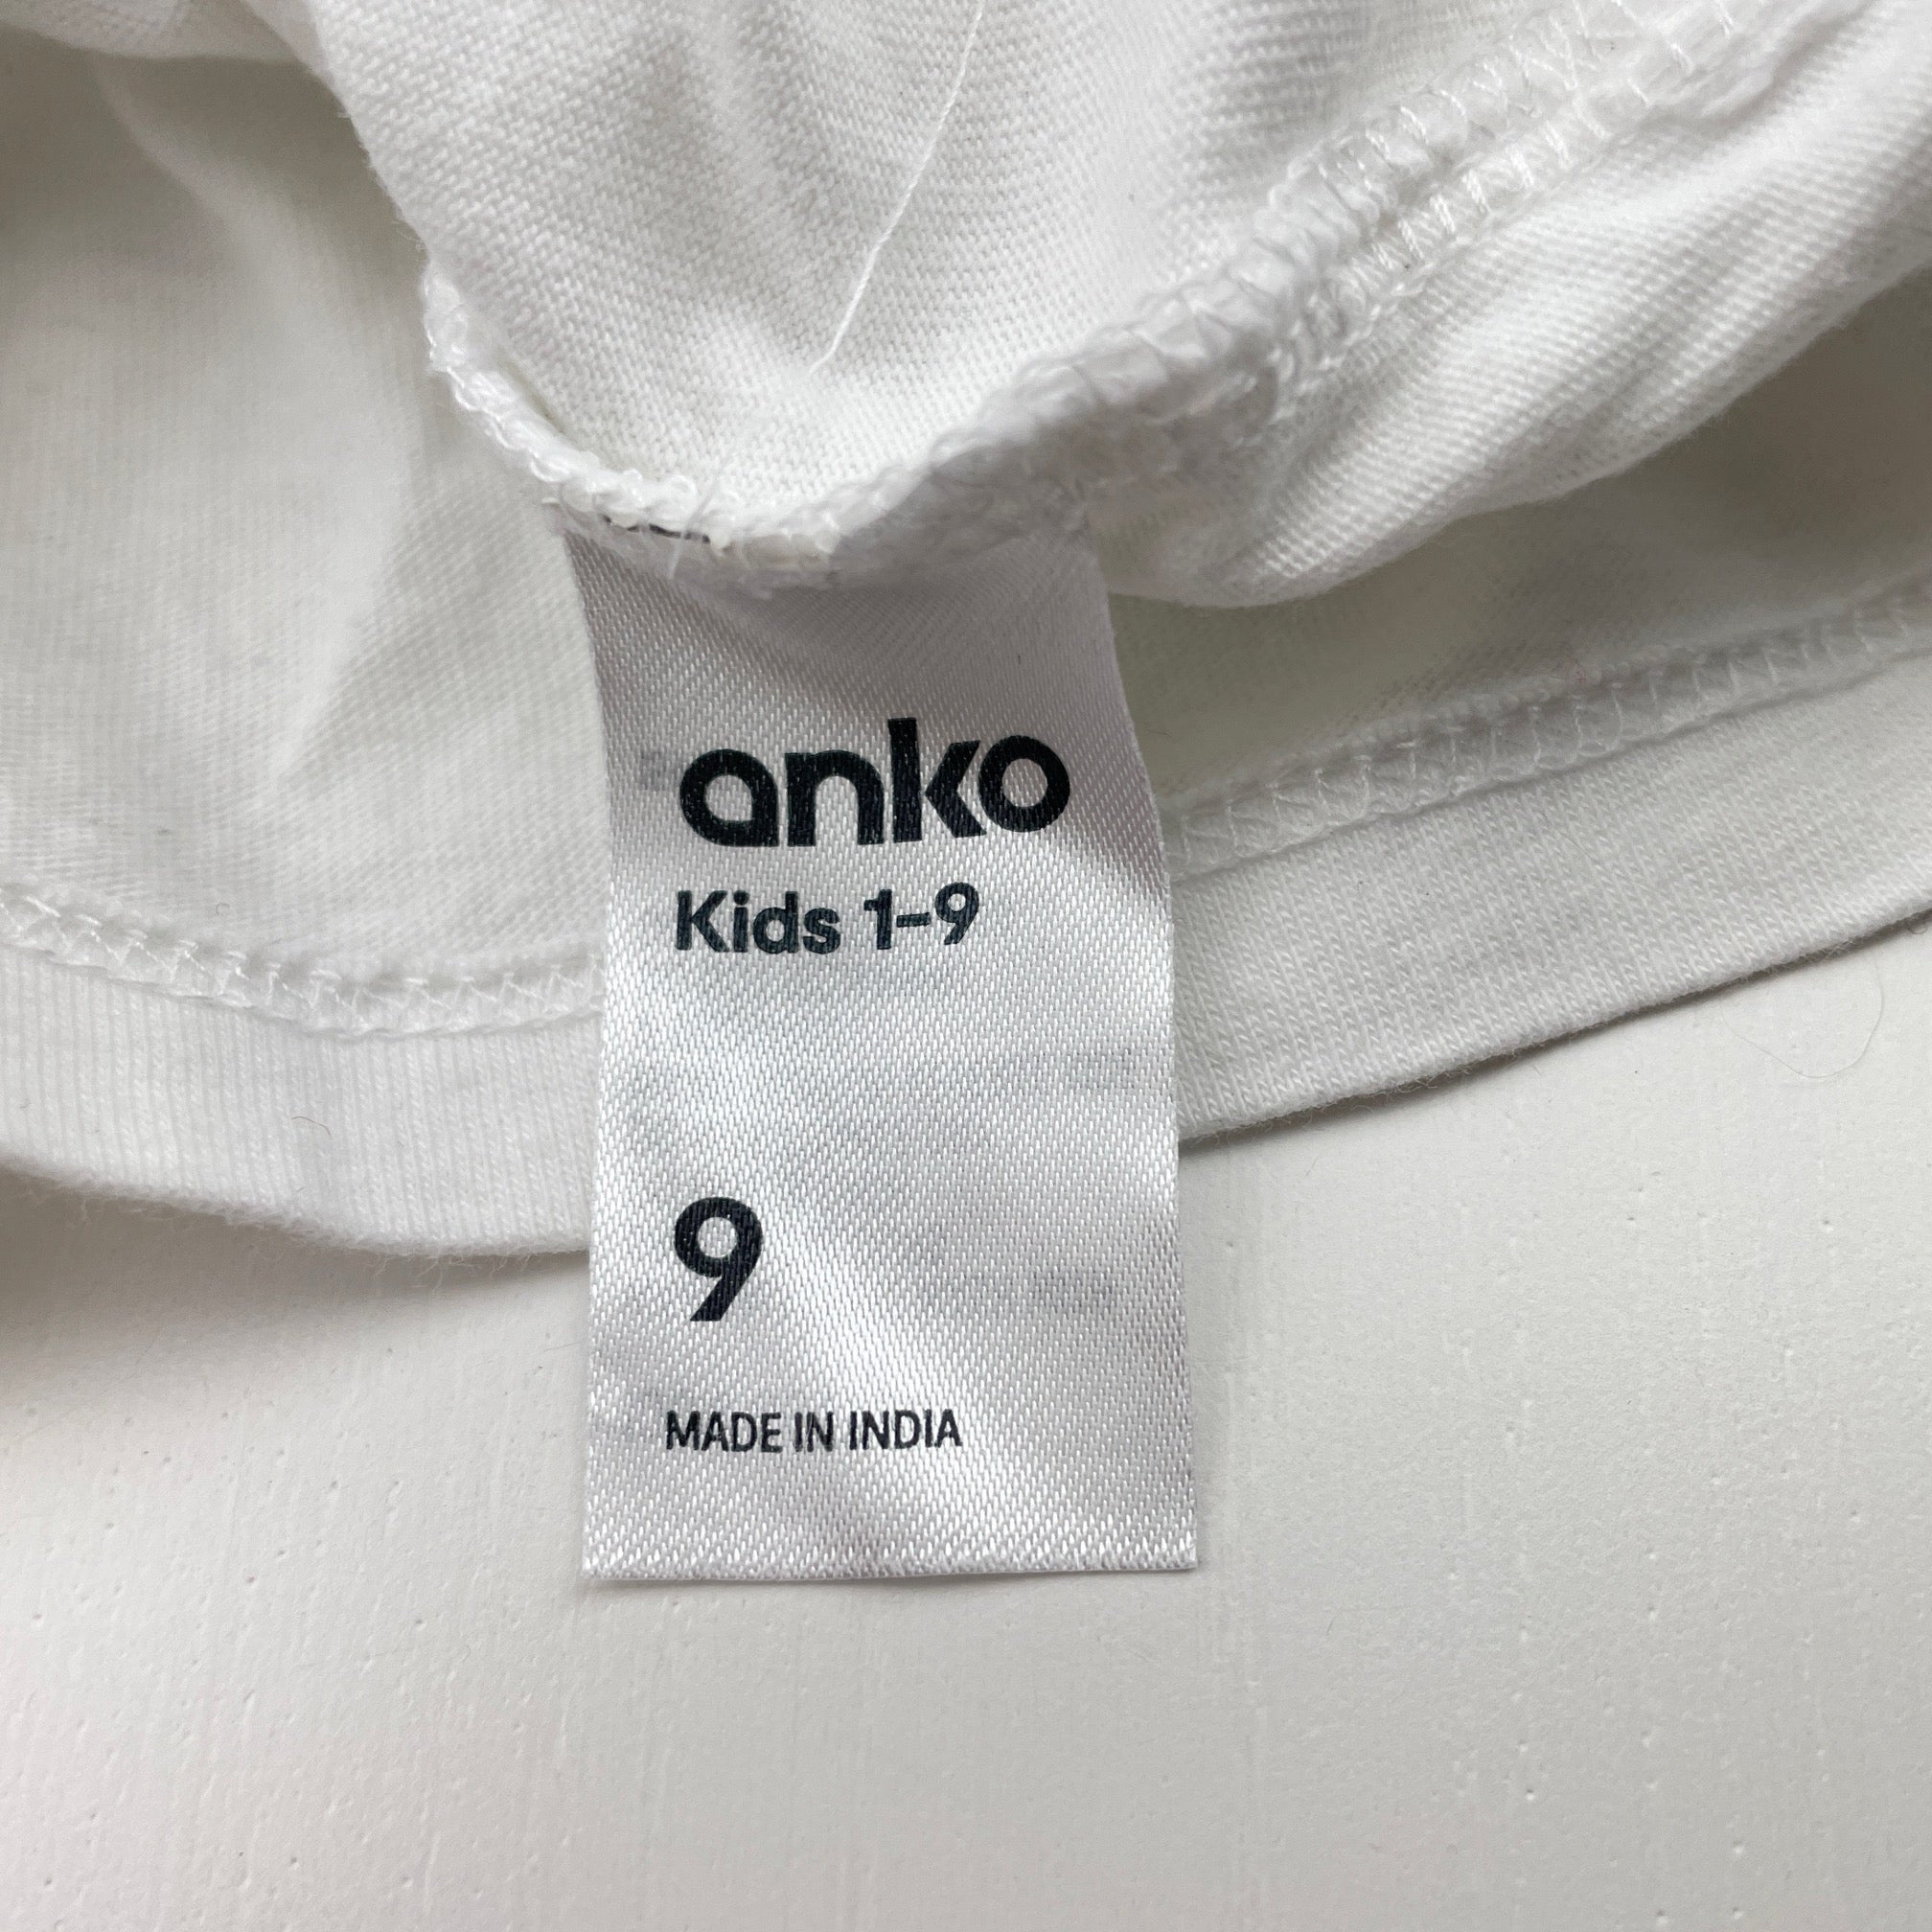 anko
Kids 1-9
9
MADE IN INDIA